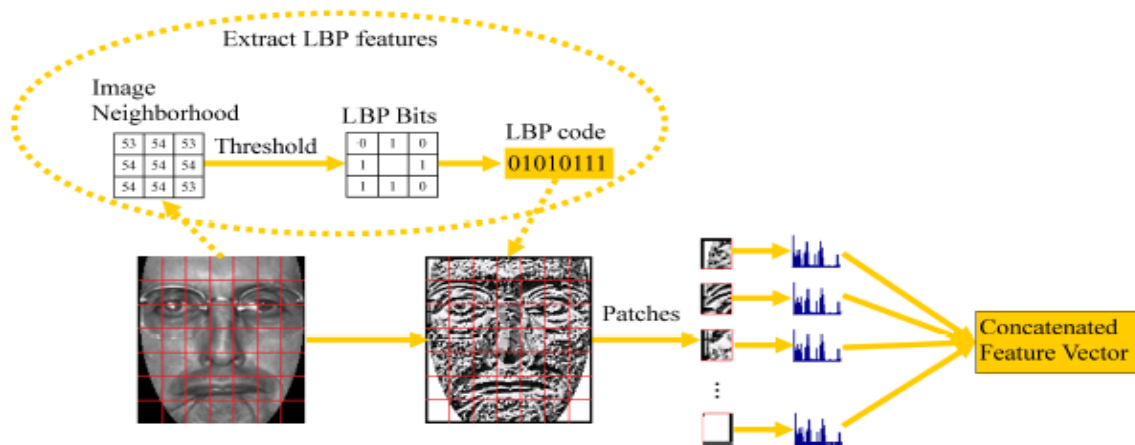 Extract LBP features
Image
Neighborhood
LBP Bits
LBP code
53 54 53
54 54 54
54 54 53
Threshold
0 1 0
1 1
1 1 0
01010111
Patches
...
Concatenated
Feature Vector